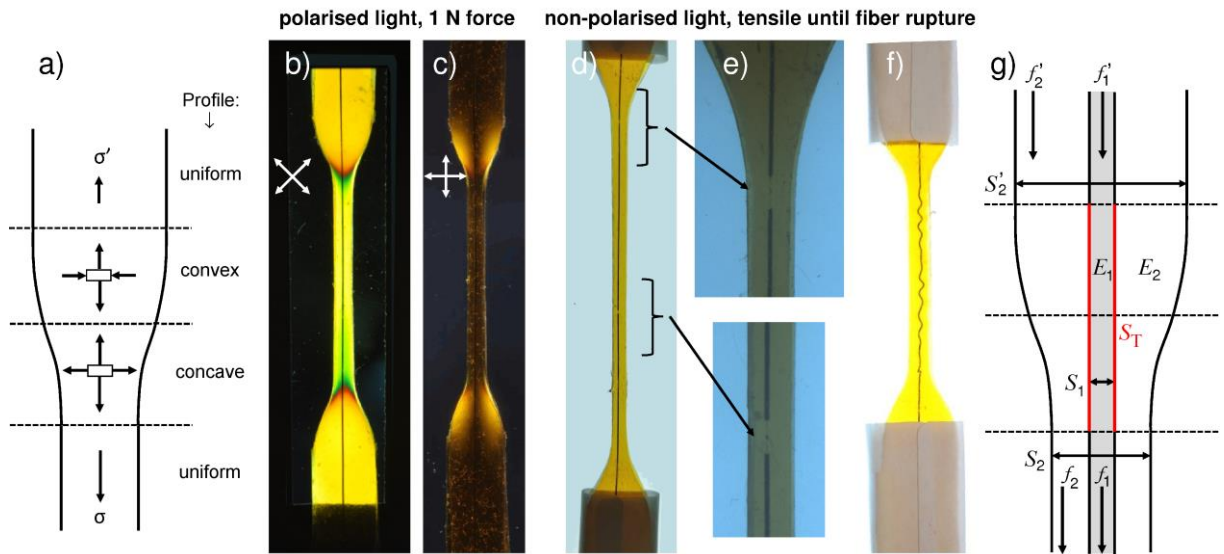 polarised light, 1 N force
non-polarised light, tensile until fiber rupture
a)
Profile:
↓
σ'
uniform
convex
concave
uniform
σ
b)
c)
d)
e)
f)
g)
f₂'
f₁'
S₂'
E₁
E₂
S_T
S₁
S₂
f₂
f₁